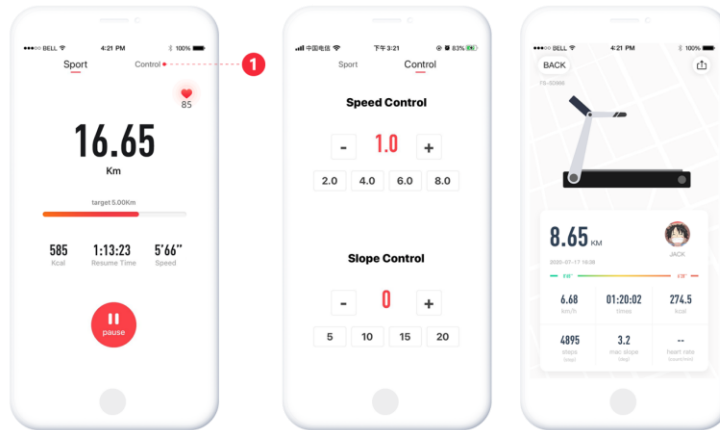 BELL 4:21 PM 100%
Sport Control
1
85
16.65
Km
target 5.00Km
585 1:13:23 5'66"
Kcal Resume Time Speed
pause
中国电信 下午3:21 83%
Sport Control
Speed Control
- 1.0 +
2.0 4.0 6.0 8.0
Slope Control
- 0 +
5 10 15 20
BELL 4:21 PM 100%
BACK
8.65 KM
JACK
6.68 01:20:02 274.5
km/h times kcal
4895 3.2 --
steps max slope heart rate